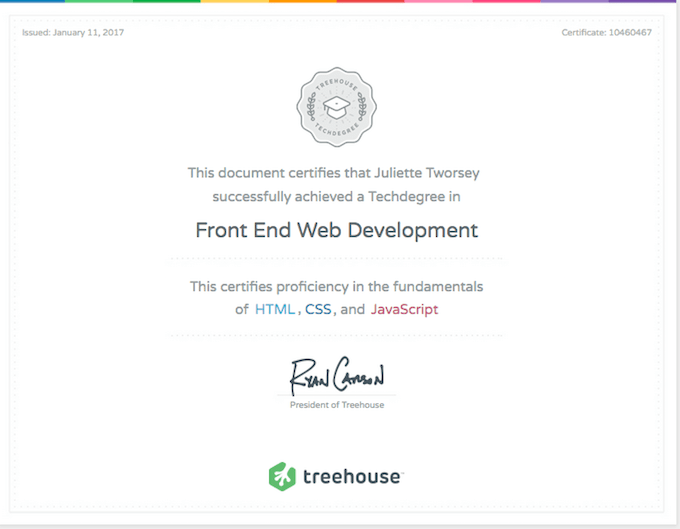 Issued: January 11, 2017
Certificate: 10460467
TREEHOUSE
TECHDEGREE
This document certifies that Juliette Tworsey
successfully achieved a Techdegree in
Front End Web Development
This certifies proficiency in the fundamentals
of HTML, CSS, and JavaScript
Ryan Carson
President of Treehouse
treehouse™